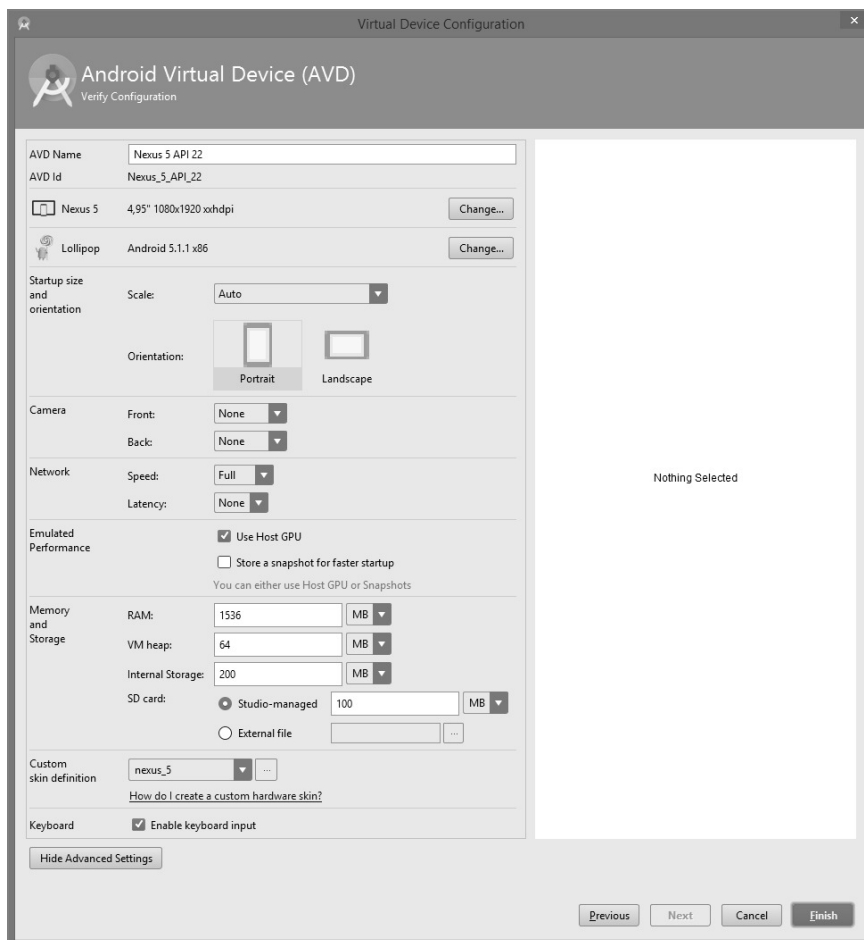 Virtual Device Configuration
Android Virtual Device (AVD)
Verify Configuration
AVD Name Nexus 5 API 22
AVD Id Nexus_5_API_22
Nexus 5 4,95" 1080x1920 xxhdpi Change...
Lollipop Android 5.1.1 x86 Change...
Startup size
and
orientation
Scale: Auto
Orientation:
Portrait Landscape
Camera Front: None
Back: None
Network Speed: Full
Latency: None
Emulated
Performance
Use Host GPU
Store a snapshot for faster startup
You can either use Host GPU or Snapshots
Memory
and
Storage
RAM: 1536 MB
VM heap: 64 MB
Internal Storage: 200 MB
SD card: Studio-managed 100 MB
External file ...
Custom
skin definition
nexus_5 ...
How do I create a custom hardware skin?
Keyboard Enable keyboard input
Hide Advanced Settings
Nothing Selected
Previous Next Cancel Finish